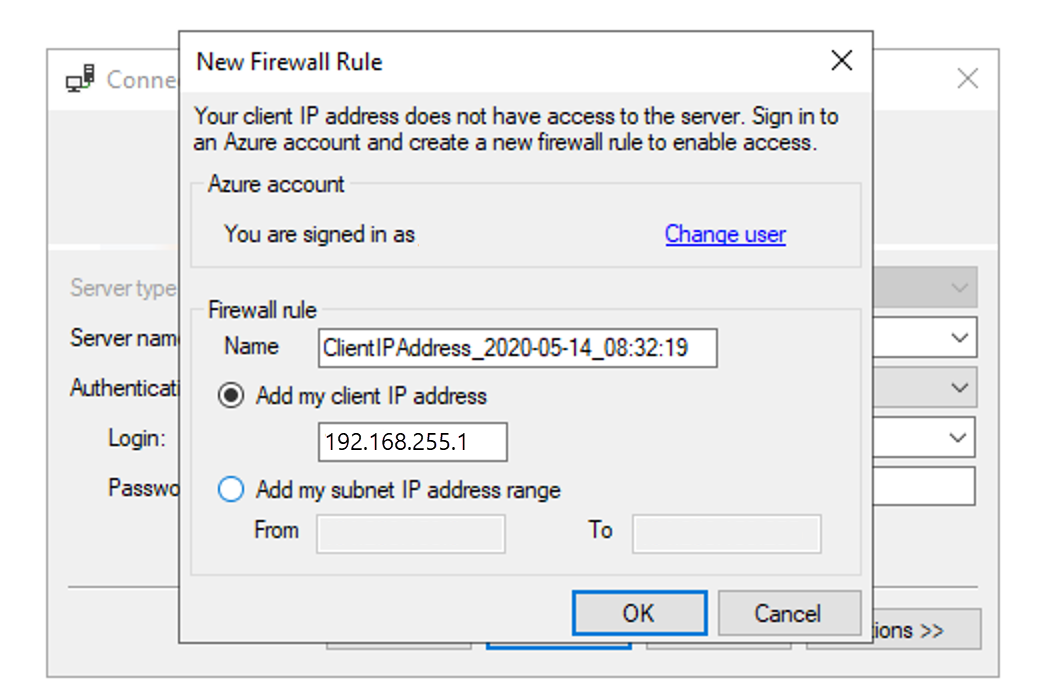 New Firewall Rule
Conne
Your client IP address does not have access to the server. Sign in to
an Azure account and create a new firewall rule to enable access.
Azure account
You are signed in as Change user
Server type
Firewall rule
Server nam
Name ClientIPAddress_2020-05-14_08:32:19
Authenticati
Add my client IP address
Login:
192.168.255.1
Passwo
Add my subnet IP address range
From To
OK Cancel
ions >>